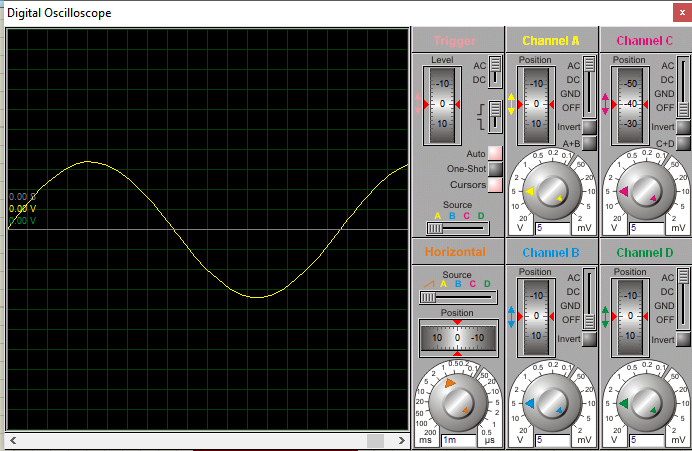 Digital Oscilloscope
x
0.00 S
0.00 V
0.00 V
Trigger
Level
AC
DC
-10
0
10
Auto
One-Shot
Cursors
Source
A B C D
Channel A
Position
AC
DC
GND
OFF
-10
0
10
Invert
A+B
20 10 5 2 1 0.5 0.2 0.1 50 20 10 5 2
V 5 mV
Channel C
Position
AC
DC
GND
OFF
-50
-40
-30
Invert
C+D
20 10 5 2 1 0.5 0.2 0.1 50 20 10 5 2
V 5 mV
Horizontal
Source
A B C D
Position
10 0 -10
200 100 50 20 10 5 2 1 0.5 0.2 0.1 50 20 10 5 2 1 0.5
ms 1m µs
Channel B
Position
AC
DC
GND
OFF
-10
0
10
Invert
20 10 5 2 1 0.5 0.2 0.1 50 20 10 5 2
V 5 mV
Channel D
Position
AC
DC
GND
OFF
-10
0
10
Invert
20 10 5 2 1 0.5 0.2 0.1 50 20 10 5 2
V 5 mV